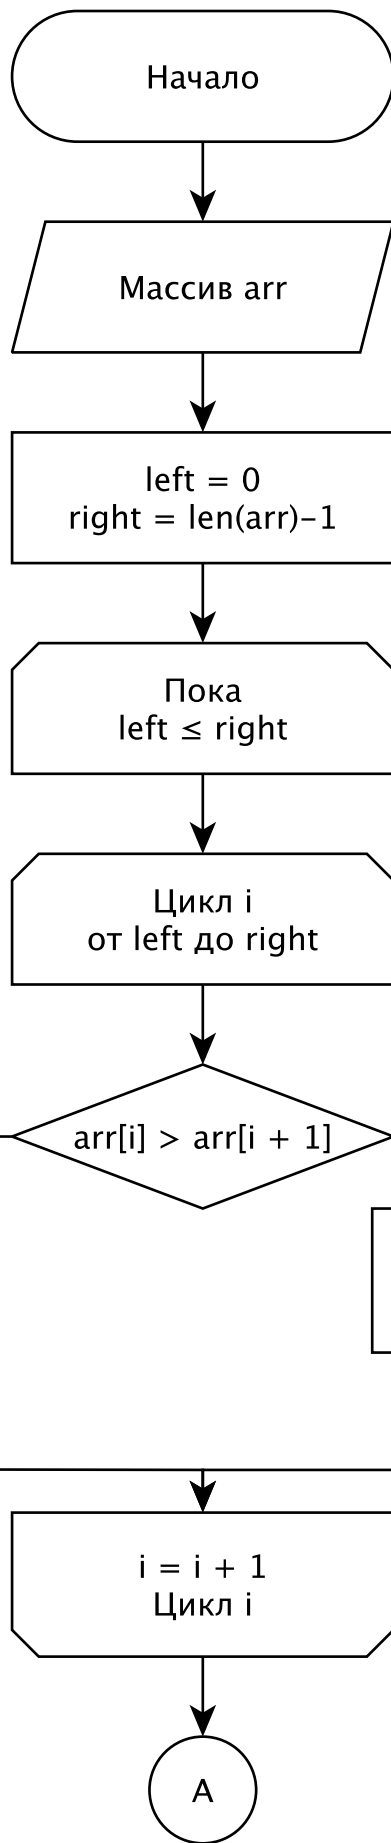 Начало
Массив arr
left = 0
right = len(arr)-1
Пока
left ≤ right
Цикл i
от left до right
arr[i] > arr[i + 1]
i = i + 1
Цикл i
A